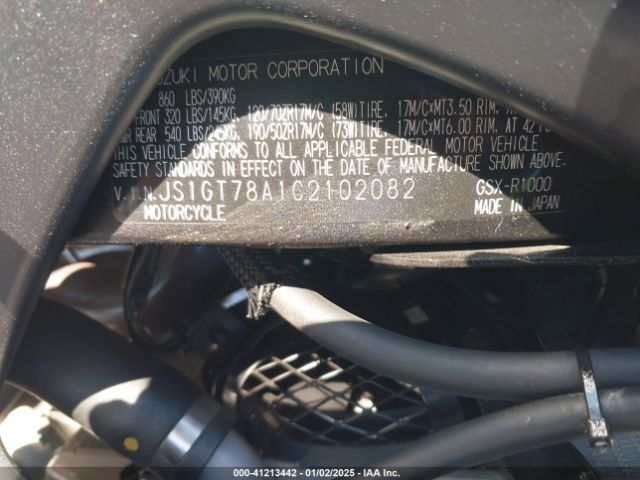 SUZUKI MOTOR CORPORATION
860 LBS/390KG
FRONT 320 LBS/145KG, 120/70ZR17M/C (58W)TIRE, 17M/C×MT3.50 RIM,
REAR 540 LBS/245KG, 190/50ZR17M/C (73W)TIRE, 17M/C×MT6.00 RIM, AT 42
THIS VEHICLE CONFORMS TO ALL APPLICABLE FEDERAL MOTOR VEHICLE
SAFETY STANDARDS IN EFFECT ON THE DATE OF MANUFACTURE SHOWN ABOVE.
V.I.N. JS1GT78A1C2102082 GSX-R1000
MOTORCYCLE MADE IN JAPAN
000-41213442 - 01/02/2025 - IAA Inc.